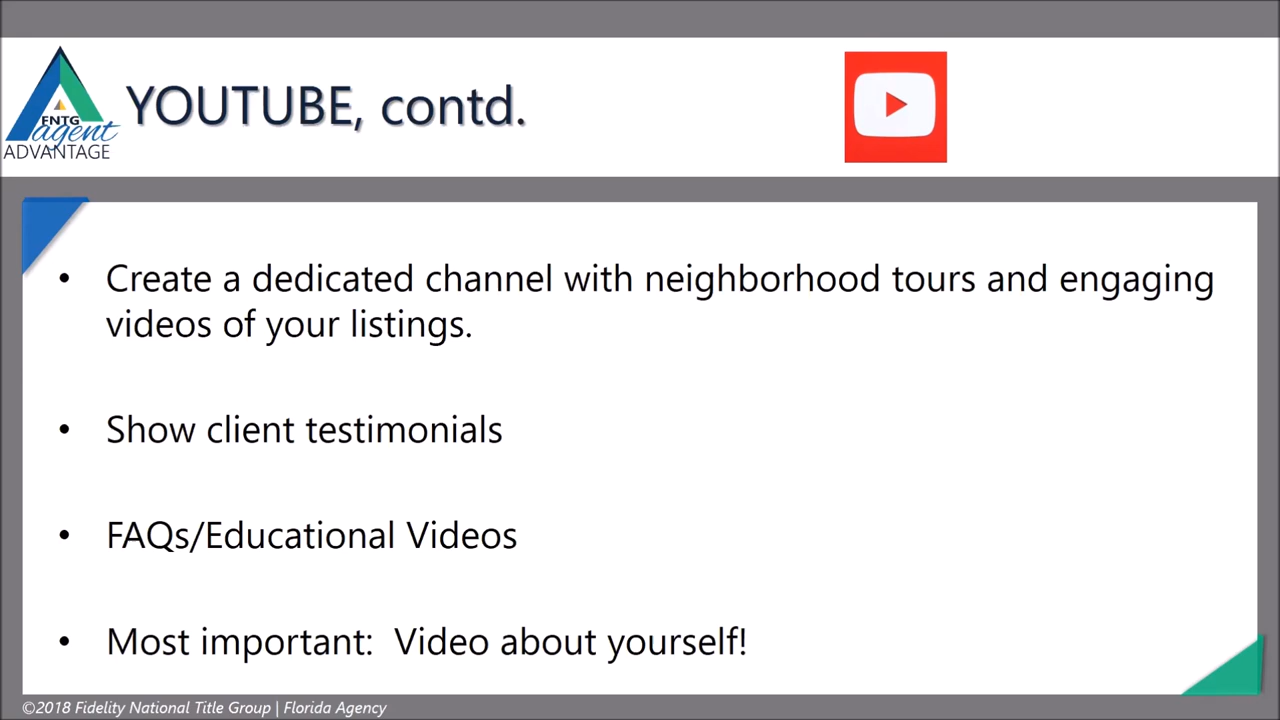 FNTG
agent
ADVANTAGE
YOUTUBE, contd.
• Create a dedicated channel with neighborhood tours and engaging
videos of your listings.
• Show client testimonials
• FAQs/Educational Videos
• Most important:  Video about yourself!
©2018 Fidelity National Title Group | Florida Agency